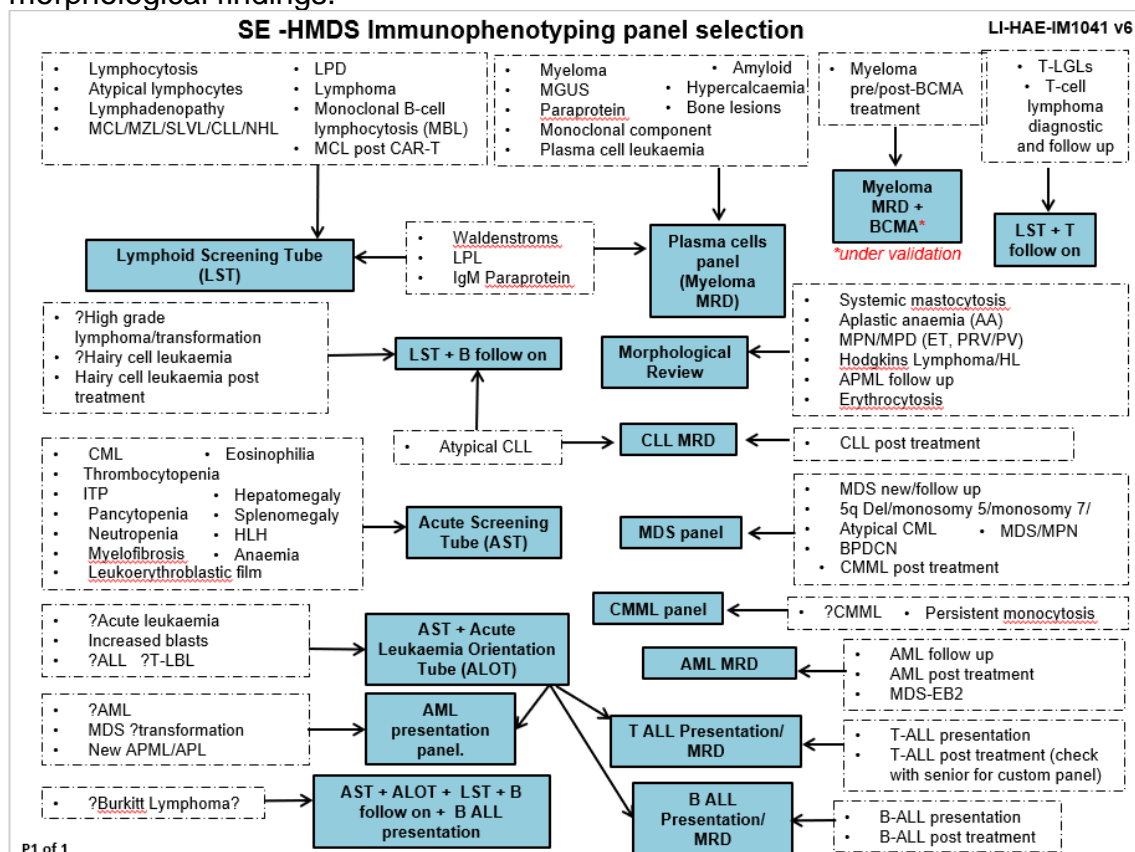 morphological findings.
SE -HMDS Immunophenotyping panel selection
LI-HAE-IM1041 v6
• Lymphocytosis
• Atypical lymphocytes
• Lymphadenopathy
• MCL/MZL/SLVL/CLL/NHL
• LPD
• Lymphoma
• Monoclonal B-cell
lymphocytosis (MBL)
• MCL post CAR-T
• Myeloma
• MGUS
• Paraprotein
• Monoclonal component
• Plasma cell leukaemia
• Amyloid
• Hypercalcaemia
• Bone lesions
• Myeloma
pre/post-BCMA
treatment
• T-LGLs
• T-cell
lymphoma
diagnostic
and follow up
Lymphoid Screening Tube
(LST)
• Waldenstroms
• LPL
• IgM Paraprotein
Plasma cells
panel
(Myeloma
MRD)
Myeloma
MRD +
BCMA*
*under validation
LST + T
follow on
• ?High grade
lymphoma/transformation
• ?Hairy cell leukaemia
• Hairy cell leukaemia post
treatment
LST + B follow on
Morphological
Review
• Systemic mastocytosis
• Aplastic anaemia (AA)
• MPN/MPD (ET, PRV/PV)
• Hodgkins Lymphoma/HL
• APML follow up
• Erythrocytosis
• Atypical CLL
CLL MRD
• CLL post treatment
• CML
• Eosinophilia
• Thrombocytopenia
• ITP
• Hepatomegaly
• Pancytopenia
• Splenomegaly
• Neutropenia
• HLH
• Myelofibrosis
• Anaemia
• Leukoerythroblastic film
Acute Screening
Tube (AST)
MDS panel
• MDS new/follow up
• 5q Del/monosomy 5/monosomy 7/
• Atypical CML
• MDS/MPN
• BPDCN
• CMML post treatment
CMML panel
• ?CMML
• Persistent monocytosis
• ?Acute leukaemia
• Increased blasts
• ?ALL ?T-LBL
AST + Acute
Leukaemia Orientation
Tube (ALOT)
AML MRD
• AML follow up
• AML post treatment
• MDS-EB2
• ?AML
• MDS ?transformation
• New APML/APL
AML
presentation
panel.
T ALL Presentation/
MRD
• T-ALL presentation
• T-ALL post treatment (check
with senior for custom panel)
• ?Burkitt Lymphoma?
AST + ALOT + LST + B
follow on + B ALL
presentation
B ALL
Presentation/
MRD
• B-ALL presentation
• B-ALL post treatment
P1 of 1